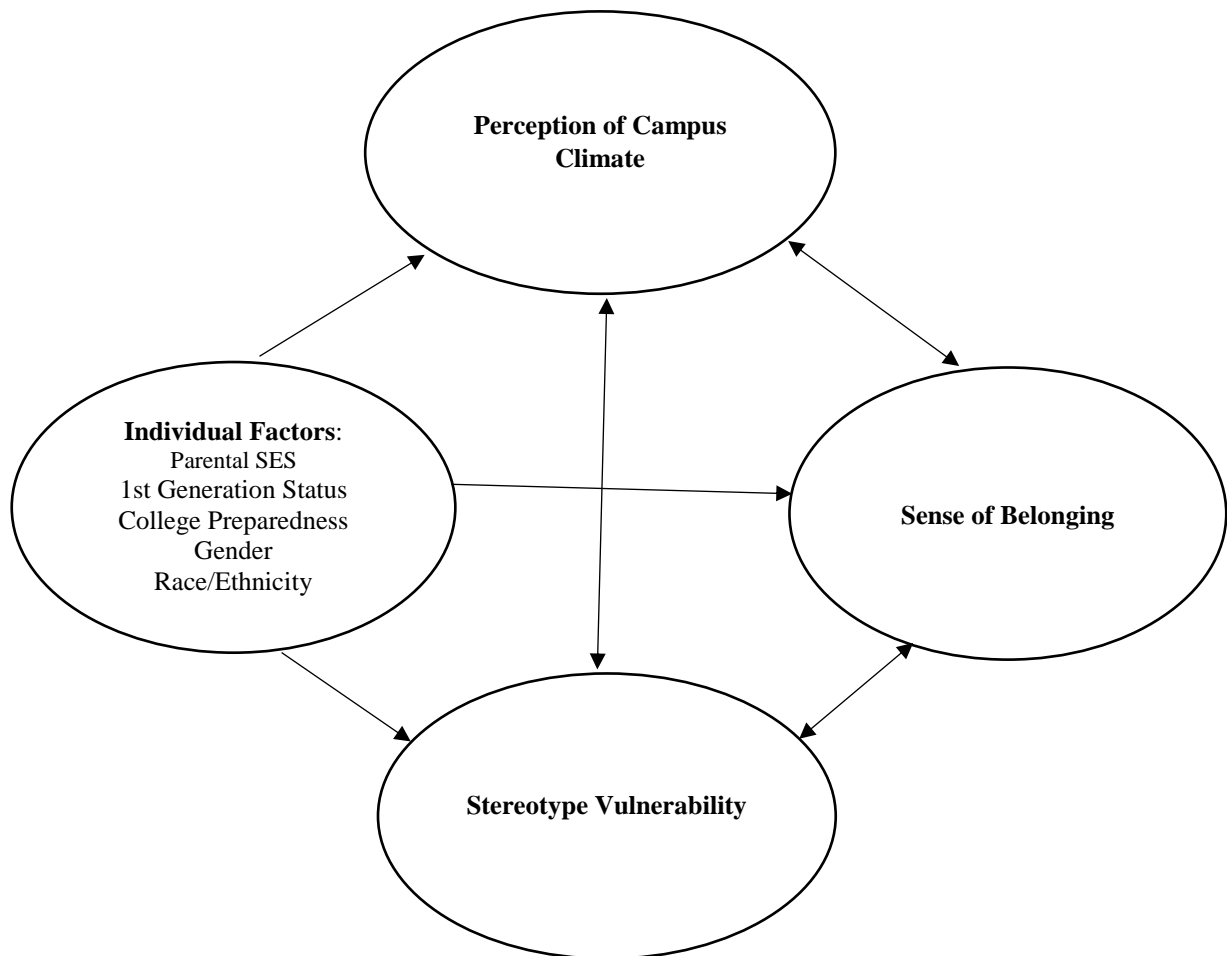 Perception of Campus
Climate
Individual Factors:
Parental SES
1st Generation Status
College Preparedness
Gender
Race/Ethnicity
Sense of Belonging
Stereotype Vulnerability